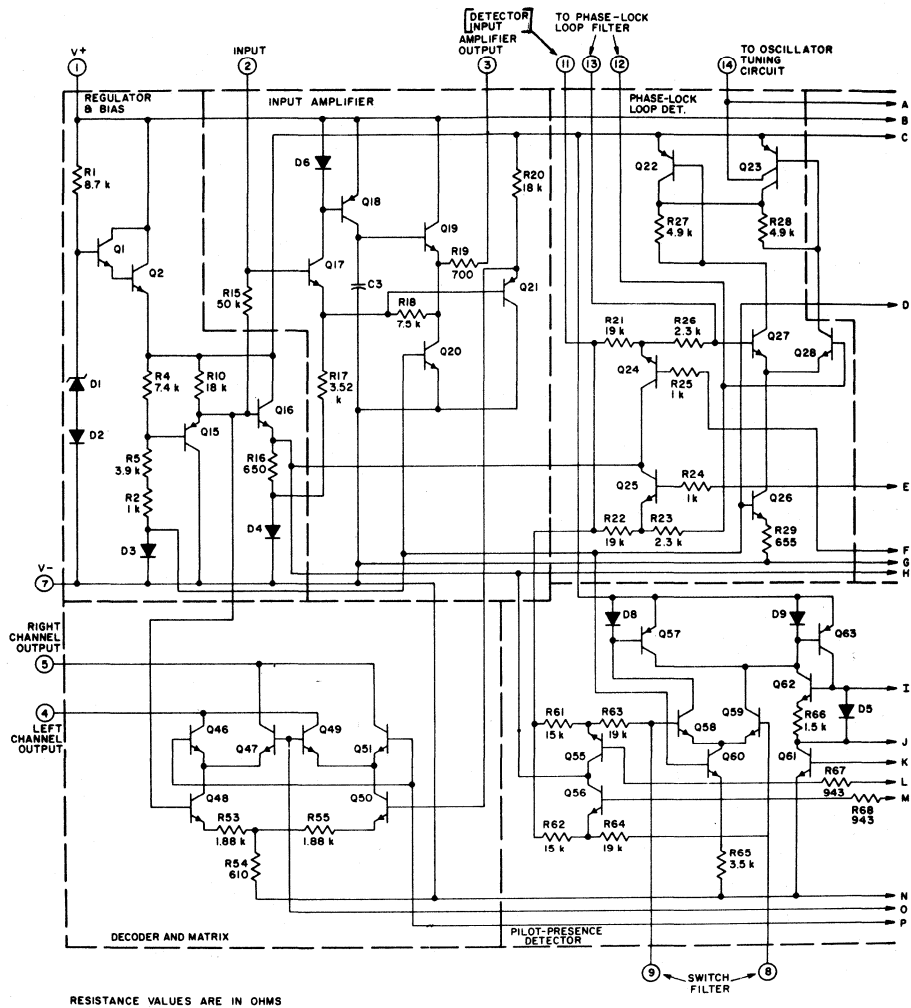 [DETECTOR
INPUT]
AMPLIFIER
OUTPUT
TO PHASE-LOCK
LOOP FILTER
V+
INPUT
TO OSCILLATOR
TUNING
CIRCUIT
1
2
3
11
13
12
14
REGULATOR
& BIAS
INPUT AMPLIFIER
PHASE-LOCK
LOOP DET.
A
B
C
R1
8.7 k
D6
Q18
R20
18 k
Q22
Q23
R27
4.9 k
R28
4.9 k
Q1
Q2
Q19
R19
700
Q17
R15
50 k
C3
Q21
R18
7.5 k
D
R21
19 k
R26
2.3 k
Q27
Q28
D1
R4
7.4 k
R10
18 k
R17
3.52
k
Q20
Q24
R25
1 k
D2
Q15
Q16
R5
3.9 k
R16
650
R2
1 k
Q25
R24
1 k
E
Q26
R22
19 k
R23
2.3 k
R29
655
D3
D4
F
G
H
V-
7
RIGHT
CHANNEL
OUTPUT
5
D8
Q57
D9
Q63
Q62
I
4
LEFT
CHANNEL
OUTPUT
Q46
Q47
Q49
Q51
R61
15 k
R63
19 k
Q58
Q59
R66
1.5 k
D5
J
Q55
Q60
Q61
K
Q48
Q50
Q56
R67
943
L
M
R68
943
R53
1.88 k
R55
1.88 k
R62
15 k
R64
19 k
R54
610
R65
3.5 k
N
O
P
DECODER AND MATRIX
PILOT-PRESENCE
DETECTOR
9
SWITCH
FILTER
8
RESISTANCE VALUES ARE IN OHMS